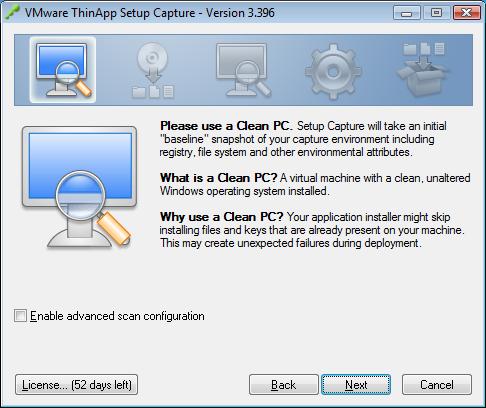 VMware ThinApp Setup Capture - Version 3.396
Please use a Clean PC. Setup Capture will take an initial
"baseline" snapshot of your capture environment including
registry, file system and other environmental attributes.
What is a Clean PC? A virtual machine with a clean, unaltered
Windows operating system installed.
Why use a Clean PC? Your application installer might skip
installing files and keys that are already present on your machine.
This may create unexpected failures during deployment.
Enable advanced scan configuration
License... (52 days left)
Back
Next
Cancel